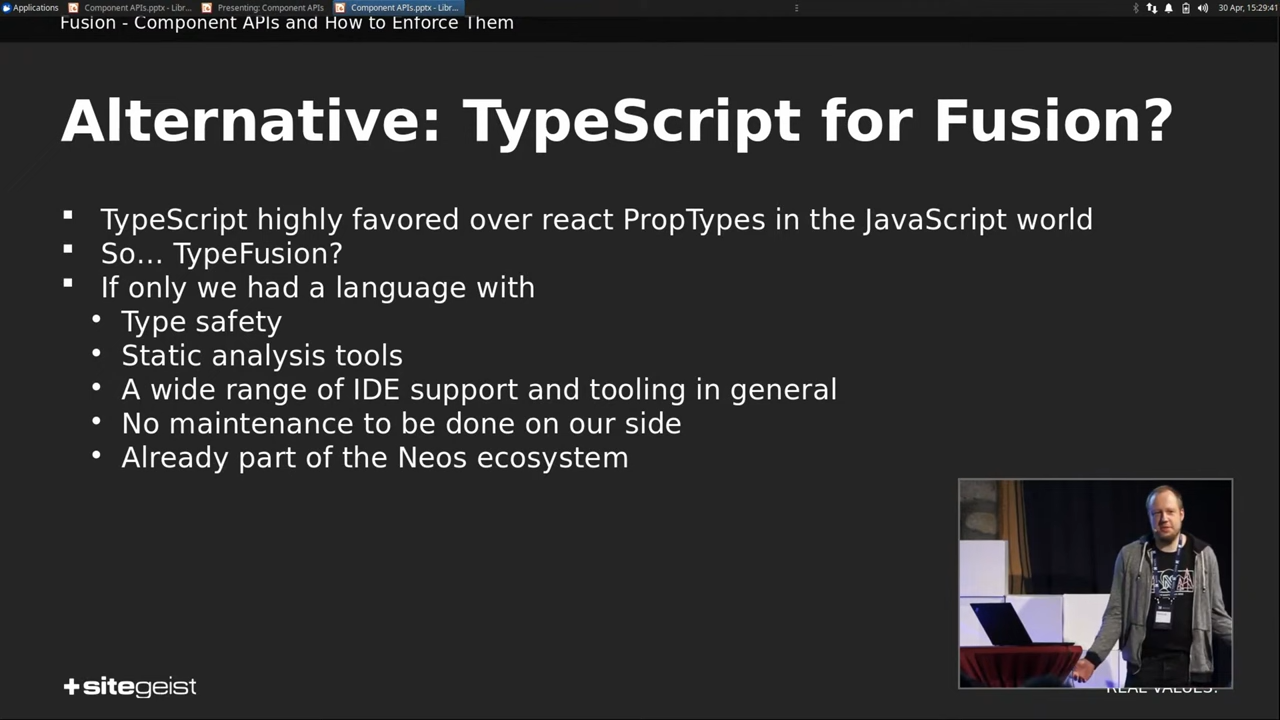 Applications
Component APIs.pptx - Libr...
Presenting: Component APIs
Component APIs.pptx - Libr...
30 Apr, 15:29:41
Fusion - Component APIs and How to Enforce Them
Alternative: TypeScript for Fusion?
TypeScript highly favored over react PropTypes in the JavaScript world
So… TypeFusion?
If only we had a language with
Type safety
Static analysis tools
A wide range of IDE support and tooling in general
No maintenance to be done on our side
Already part of the Neos ecosystem
sitegeist
REAL VALUES.